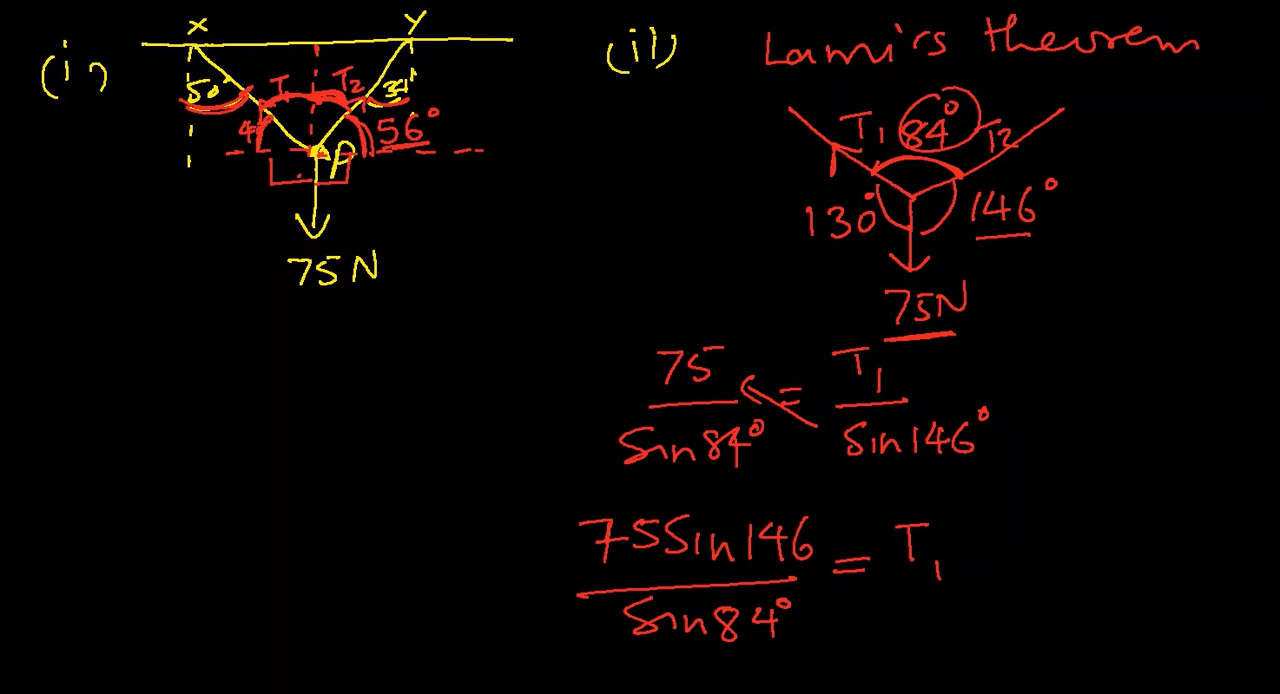 (i)
X Y
50° T₁ T₂ 34°
4 56°
P
75N
(ii) Lami's theorem
T₁ 84° T2
130° 146°
75N
75/sin84° = T₁/sin146°
75sin146/sin84° = T₁